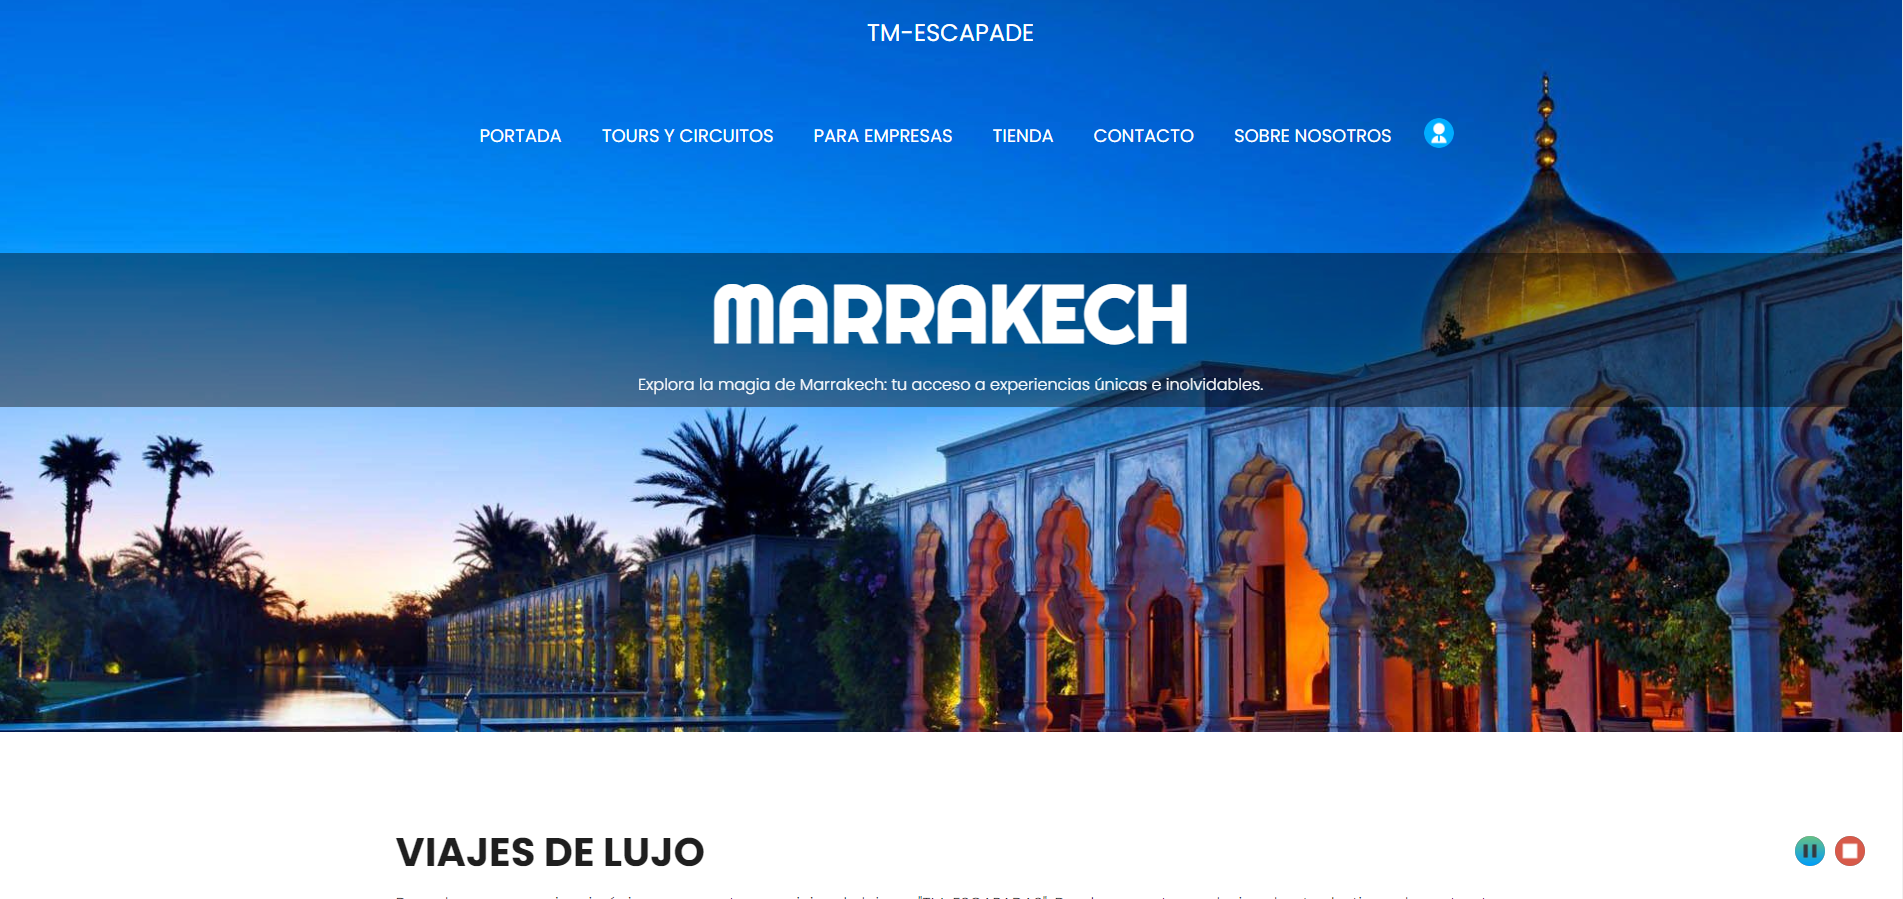 TM-ESCAPADE
PORTADA TOURS Y CIRCUITOS PARA EMPRESAS TIENDA CONTACTO SOBRE NOSOTROS
MARRAKECH
Explora la magia de Marrakech: tu acceso a experiencias únicas e inolvidables.
VIAJES DE LUJO